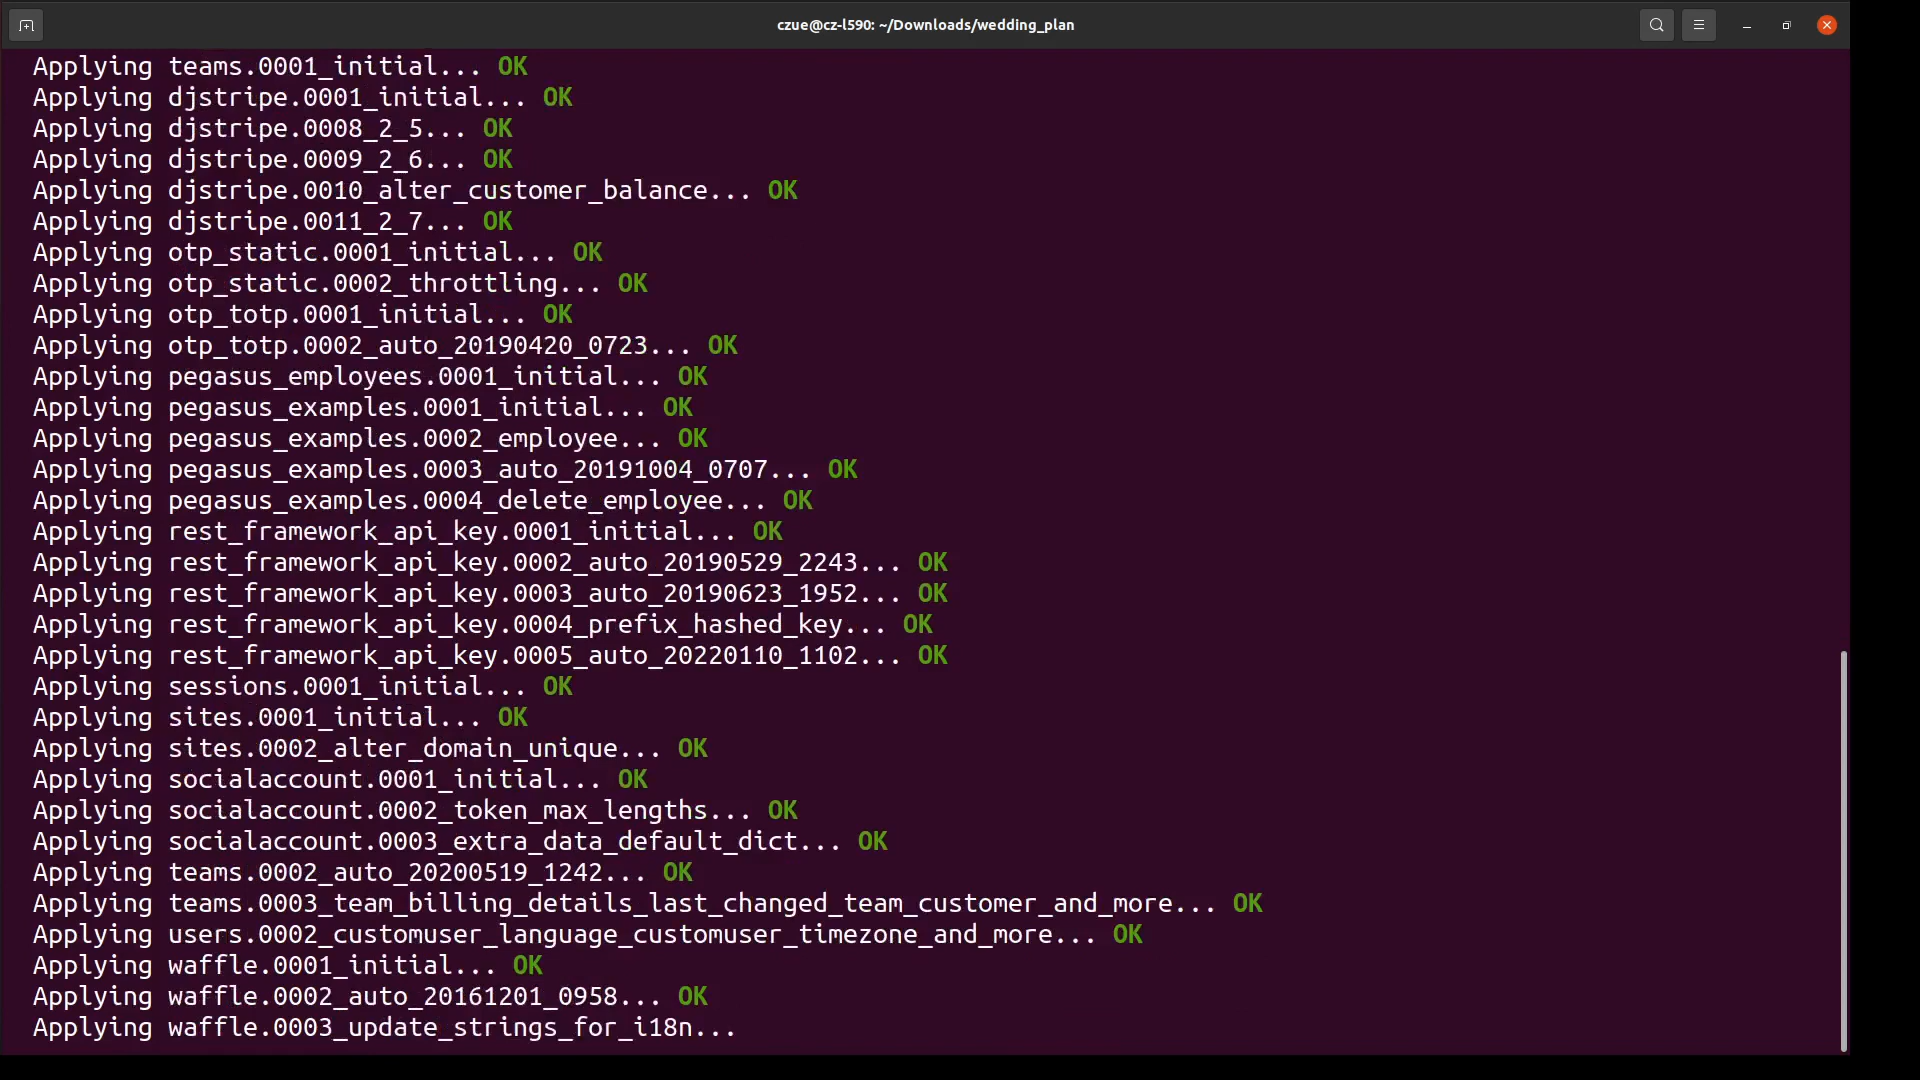 czue@cz-l590: ~/Downloads/wedding_plan
Applying teams.0001_initial... OK
Applying djstripe.0001_initial... OK
Applying djstripe.0008_2_5... OK
Applying djstripe.0009_2_6... OK
Applying djstripe.0010_alter_customer_balance... OK
Applying djstripe.0011_2_7... OK
Applying otp_static.0001_initial... OK
Applying otp_static.0002_throttling... OK
Applying otp_totp.0001_initial... OK
Applying otp_totp.0002_auto_20190420_0723... OK
Applying pegasus_employees.0001_initial... OK
Applying pegasus_examples.0001_initial... OK
Applying pegasus_examples.0002_employee... OK
Applying pegasus_examples.0003_auto_20191004_0707... OK
Applying pegasus_examples.0004_delete_employee... OK
Applying rest_framework_api_key.0001_initial... OK
Applying rest_framework_api_key.0002_auto_20190529_2243... OK
Applying rest_framework_api_key.0003_auto_20190623_1952... OK
Applying rest_framework_api_key.0004_prefix_hashed_key... OK
Applying rest_framework_api_key.0005_auto_20220110_1102... OK
Applying sessions.0001_initial... OK
Applying sites.0001_initial... OK
Applying sites.0002_alter_domain_unique... OK
Applying socialaccount.0001_initial... OK
Applying socialaccount.0002_token_max_lengths... OK
Applying socialaccount.0003_extra_data_default_dict... OK
Applying teams.0002_auto_20200519_1242... OK
Applying teams.0003_team_billing_details_last_changed_team_customer_and_more... OK
Applying users.0002_customuser_language_customuser_timezone_and_more... OK
Applying waffle.0001_initial... OK
Applying waffle.0002_auto_20161201_0958... OK
Applying waffle.0003_update_strings_for_i18n...